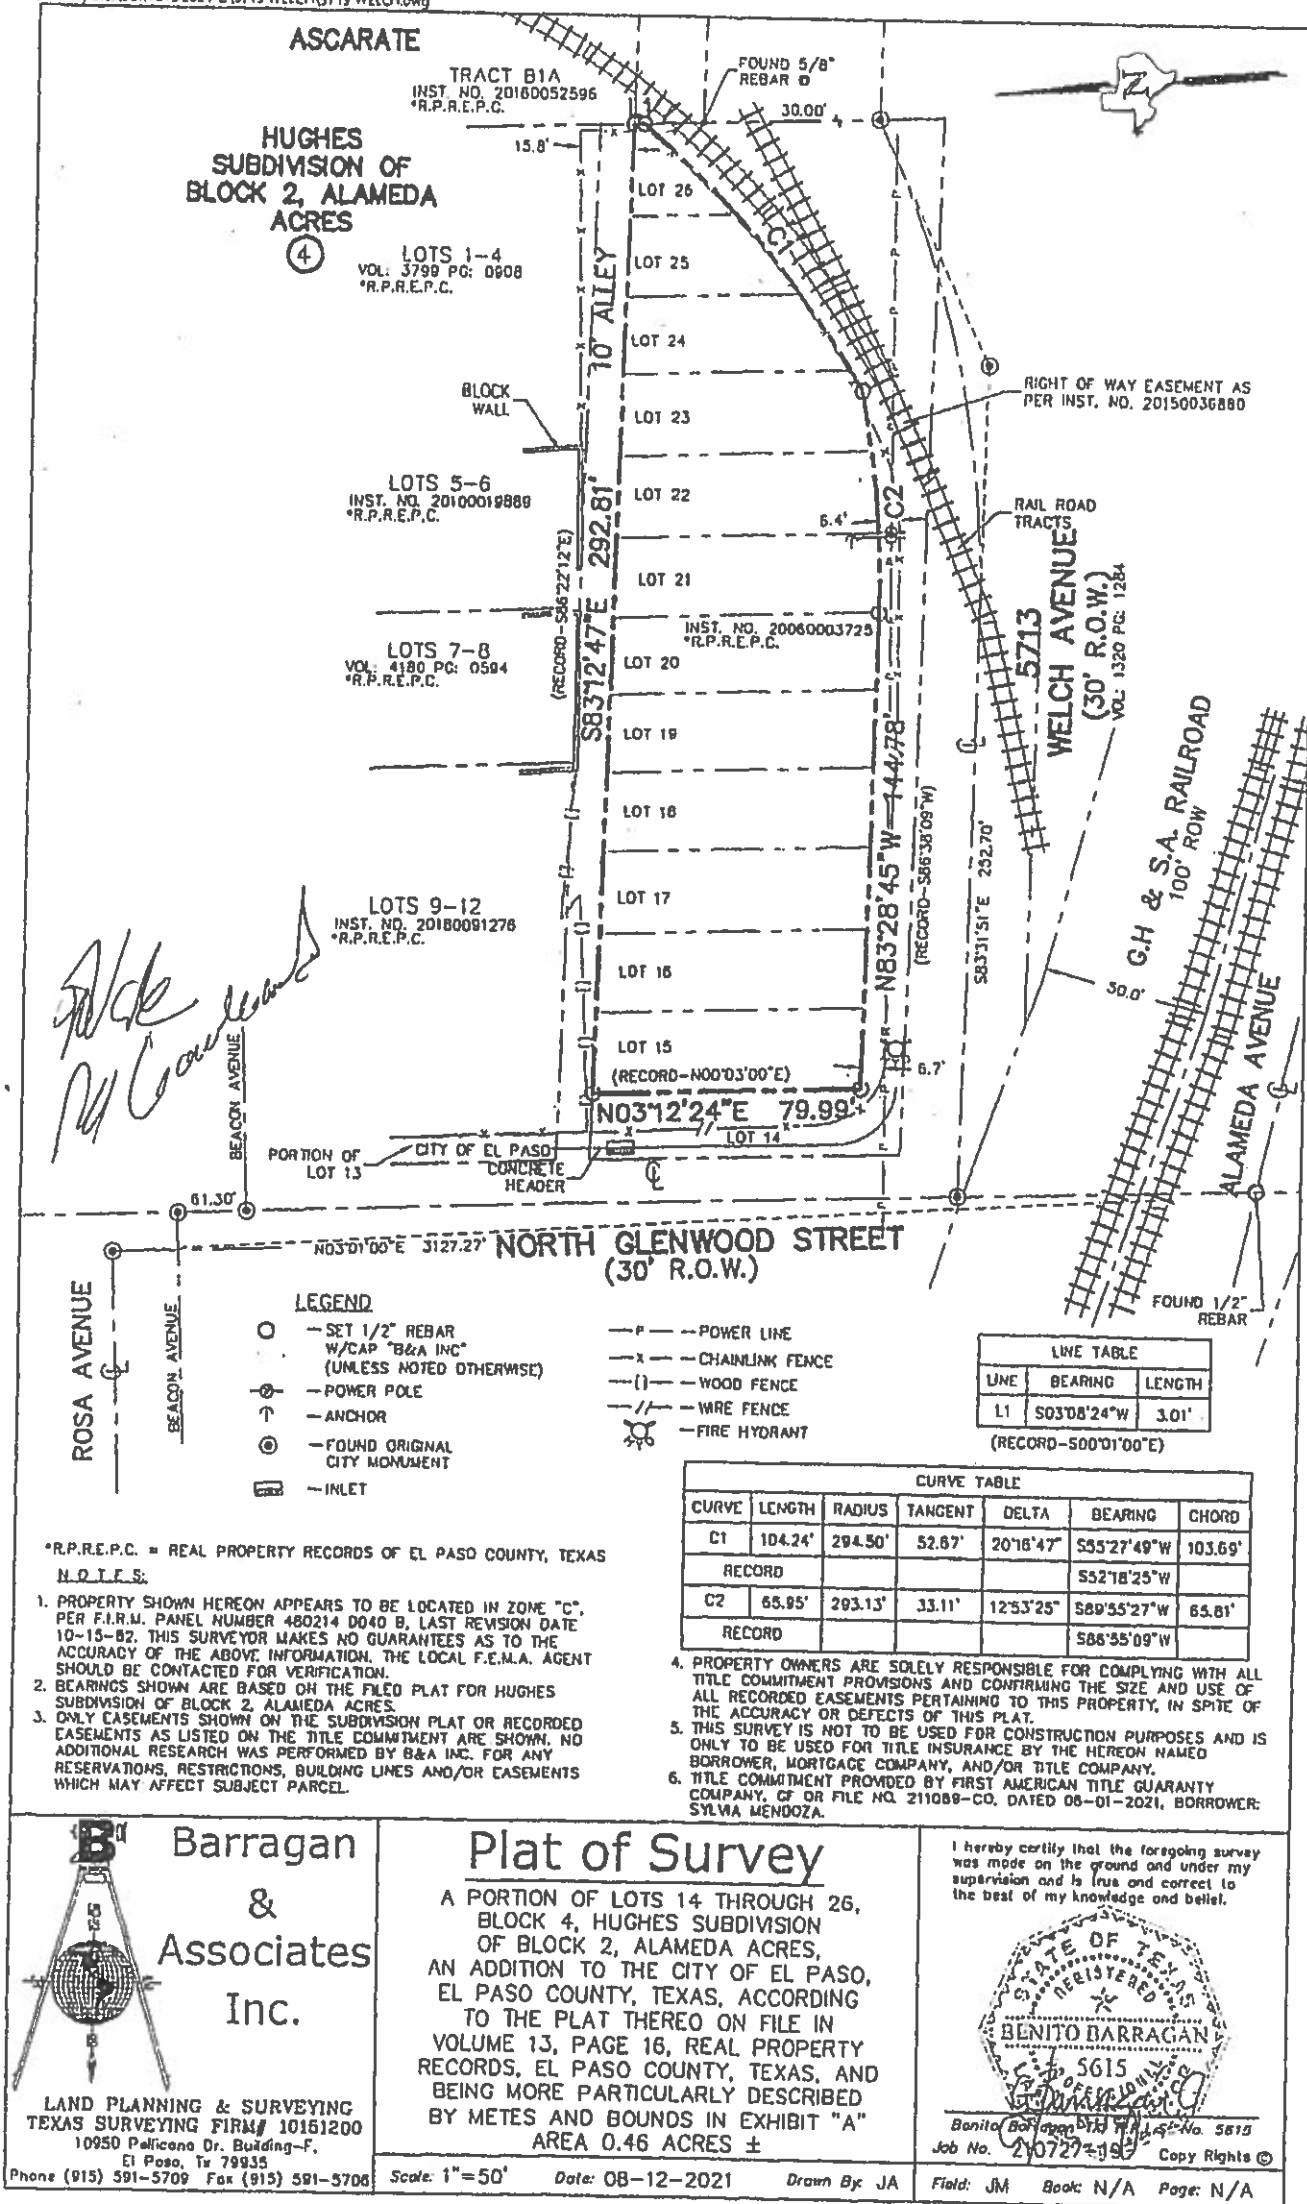 ASCARATE
TRACT B1A
INST. NO. 20160052596
*R.P.R.E.P.C.
FOUND 5/8"
REBAR
30.00'
Z
15.8'
HUGHES
SUBDIVISION OF
BLOCK 2, ALAMEDA
ACRES
4
LOTS 1-4
VOL: 3799 PG: 0908
*R.P.R.E.P.C.
10' ALLEY
LOT 26
LOT 25
LOT 24
LOT 23
LOT 22
LOT 21
C1
C2
BLOCK
WALL
RIGHT OF WAY EASEMENT AS
PER INST. NO. 20150036880
LOTS 5-6
INST. NO. 20100019889
*R.P.R.E.P.C.
6.4'
RAIL ROAD
TRACTS
(RECORD-S86°22'12"E)
S83°12'47"E 292.81'
INST. NO. 20060003725
*R.P.R.E.P.C.
LOT 20
LOT 19
LOT 18
LOT 17
LOT 16
LOT 15
LOTS 7-8
VOL: 4180 PG: 0594
*R.P.R.E.P.C.
5713
WELCH AVENUE
(30' R.O.W.)
VOL: 1320 PG: 1284
N83°28'45"W 144.78'
(RECORD-S86°38'09"W)
S83°31'51"E 252.70'
G.H & S.A. RAILROAD
100' ROW
50.0'
ALAMEDA AVENUE
LOTS 9-12
INST. NO. 20180091276
*R.P.R.E.P.C.
BEACON AVENUE
(RECORD-N00°03'00"E)
6.7'
N03°12'24"E 79.99'
LOT 14
PORTION OF
LOT 13
CITY OF EL PASO
CONCRETE
HEADER
61.30'
N03°01'00"E 3127.27'
NORTH GLENWOOD STREET
(30' R.O.W.)
ROSA AVENUE
BEACON AVENUE
FOUND 1/2"
REBAR
LEGEND
-SET 1/2" REBAR
W/CAP "B&A INC"
(UNLESS NOTED OTHERWISE)
-POWER POLE
-ANCHOR
-FOUND ORIGINAL
CITY MONUMENT
-INLET
-P- -POWER LINE
-x- -CHAINLINK FENCE
-[]- -WOOD FENCE
-//- -WIRE FENCE
-FIRE HYDRANT
LINE TABLE
LINE BEARING LENGTH
L1 S03°08'24"W 3.01'
(RECORD-S00°01'00"E)
CURVE TABLE
CURVE LENGTH RADIUS TANGENT DELTA BEARING CHORD
C1 104.24' 294.50' 52.67' 20°16'47" S55°27'49"W 103.69'
RECORD S52°18'25"W
C2 65.95' 293.13' 33.11' 12°53'25" S89°55'27"W 65.81'
RECORD S86°55'09"W
*R.P.R.E.P.C. = REAL PROPERTY RECORDS OF EL PASO COUNTY, TEXAS
N O T E S:
1. PROPERTY SHOWN HEREON APPEARS TO BE LOCATED IN ZONE "C",
PER F.I.R.M. PANEL NUMBER 480214 0040 B, LAST REVISION DATE
10-15-82. THIS SURVEYOR MAKES NO GUARANTEES AS TO THE
ACCURACY OF THE ABOVE INFORMATION. THE LOCAL F.E.M.A. AGENT
SHOULD BE CONTACTED FOR VERIFICATION.
2. BEARINGS SHOWN ARE BASED ON THE FILED PLAT FOR HUGHES
SUBDIVISION OF BLOCK 2, ALAMEDA ACRES.
3. ONLY EASEMENTS SHOWN ON THE SUBDIVISION PLAT OR RECORDED
EASEMENTS AS LISTED ON THE TITLE COMMITMENT ARE SHOWN. NO
ADDITIONAL RESEARCH WAS PERFORMED BY B&A INC. FOR ANY
RESERVATIONS, RESTRICTIONS, BUILDING LINES AND/OR EASEMENTS
WHICH MAY AFFECT SUBJECT PARCEL.
4. PROPERTY OWNERS ARE SOLELY RESPONSIBLE FOR COMPLYING WITH ALL
TITLE COMMITMENT PROVISIONS AND CONFIRMING THE SIZE AND USE OF
ALL RECORDED EASEMENTS PERTAINING TO THIS PROPERTY, IN SPITE OF
THE ACCURACY OR DEFECTS OF THIS PLAT.
5. THIS SURVEY IS NOT TO BE USED FOR CONSTRUCTION PURPOSES AND IS
ONLY TO BE USED FOR TITLE INSURANCE BY THE HEREON NAMED
BORROWER, MORTGAGE COMPANY, AND/OR TITLE COMPANY.
6. TITLE COMMITMENT PROVIDED BY FIRST AMERICAN TITLE GUARANTY
COMPANY, CF OR FILE NO. 211089-CO, DATED 06-01-2021, BORROWER:
SYLVIA MENDOZA.
B
Barragan
&
Associates
Inc.
LAND PLANNING & SURVEYING
TEXAS SURVEYING FIRM# 10151200
10950 Pellicano Dr. Building-F,
El Paso, Tx 79935
Phone (915) 591-5709 Fax (915) 591-5706
Plat of Survey
A PORTION OF LOTS 14 THROUGH 26,
BLOCK 4, HUGHES SUBDIVISION
OF BLOCK 2, ALAMEDA ACRES,
AN ADDITION TO THE CITY OF EL PASO,
EL PASO COUNTY, TEXAS, ACCORDING
TO THE PLAT THEREO ON FILE IN
VOLUME 13, PAGE 16, REAL PROPERTY
RECORDS, EL PASO COUNTY, TEXAS, AND
BEING MORE PARTICULARLY DESCRIBED
BY METES AND BOUNDS IN EXHIBIT "A"
AREA 0.46 ACRES ±
Scale: 1"=50' Date: 08-12-2021 Drawn By: JA
I hereby certify that the foregoing survey
was made on the ground and under my
supervision and is true and correct to
the best of my knowledge and belief.
STATE OF TEXAS
REGISTERED
BENITO BARRAGAN
5615
Benito Barragan No. 5615
Job No. Copy Rights ©
Field: JM Book: N/A Page: N/A